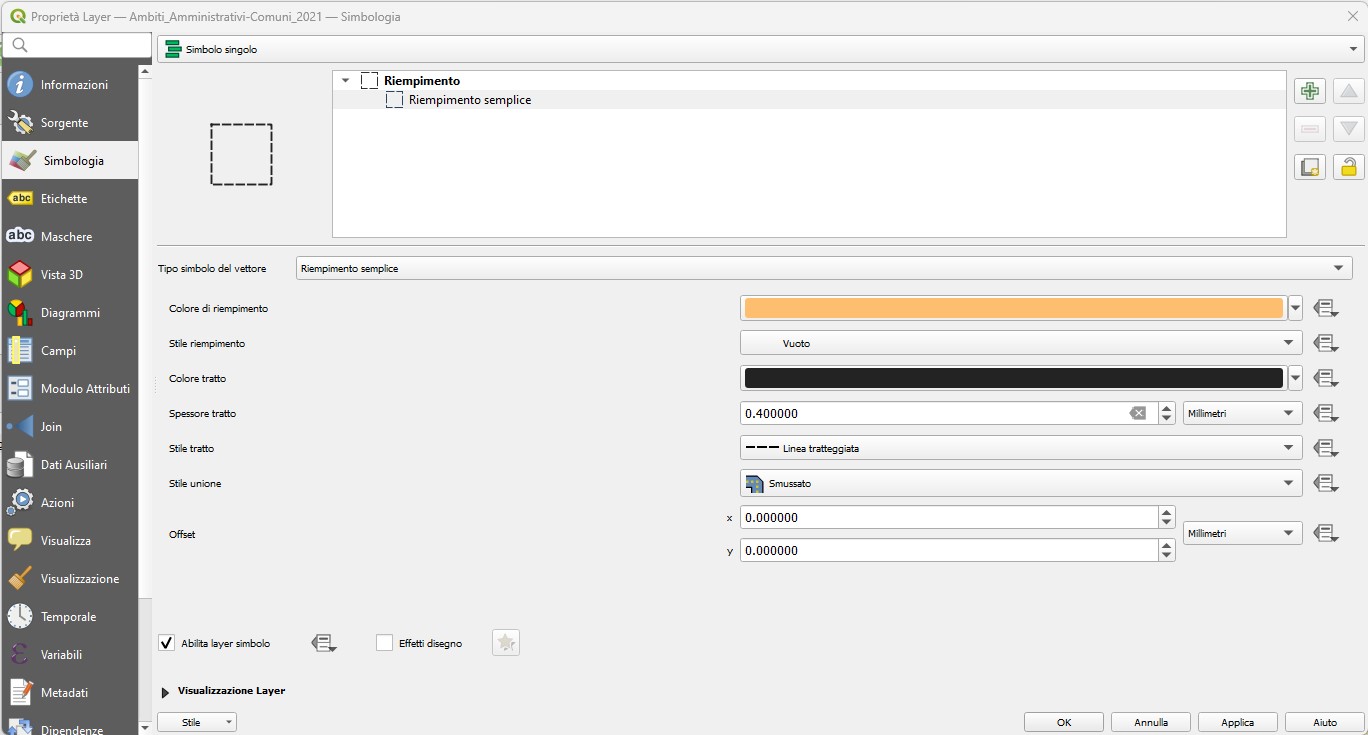 Proprietà Layer — Ambiti_Amministrativi-Comuni_2021 — Simbologia
Simbolo singolo
Informazioni
Sorgente
Simbologia
abc Etichette
abc Maschere
Vista 3D
Diagrammi
Campi
Modulo Attributi
Join
Dati Ausiliari
Azioni
Visualizza
Visualizzazione
Temporale
Variabili
Metadati
Dipendenze
Riempimento
Riempimento semplice
Tipo simbolo del vettore Riempimento semplice
Colore di riempimento
Stile riempimento Vuoto
Colore tratto
Spessore tratto 0.400000 Millimetri
Stile tratto Linea tratteggiata
Stile unione Smussato
Offset x 0.000000 Millimetri
y 0.000000
Abilita layer simbolo Effetti disegno
Visualizzazione Layer
Stile OK Annulla Applica Aiuto